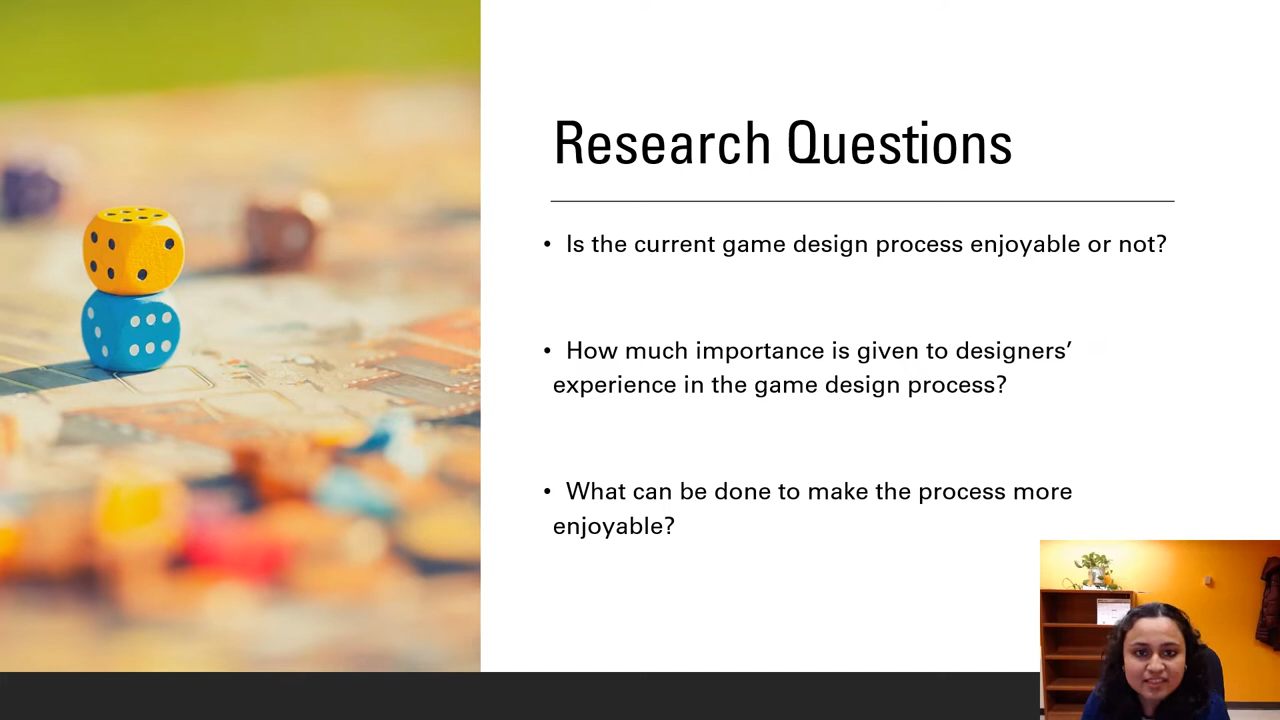 Research Questions
• Is the current game design process enjoyable or not?
• How much importance is given to designers’
experience in the game design process?
• What can be done to make the process more
enjoyable?